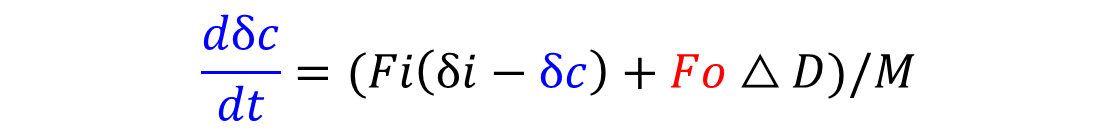 dδc/dt = (Fi(δi − δc) + Fo △ D)/M